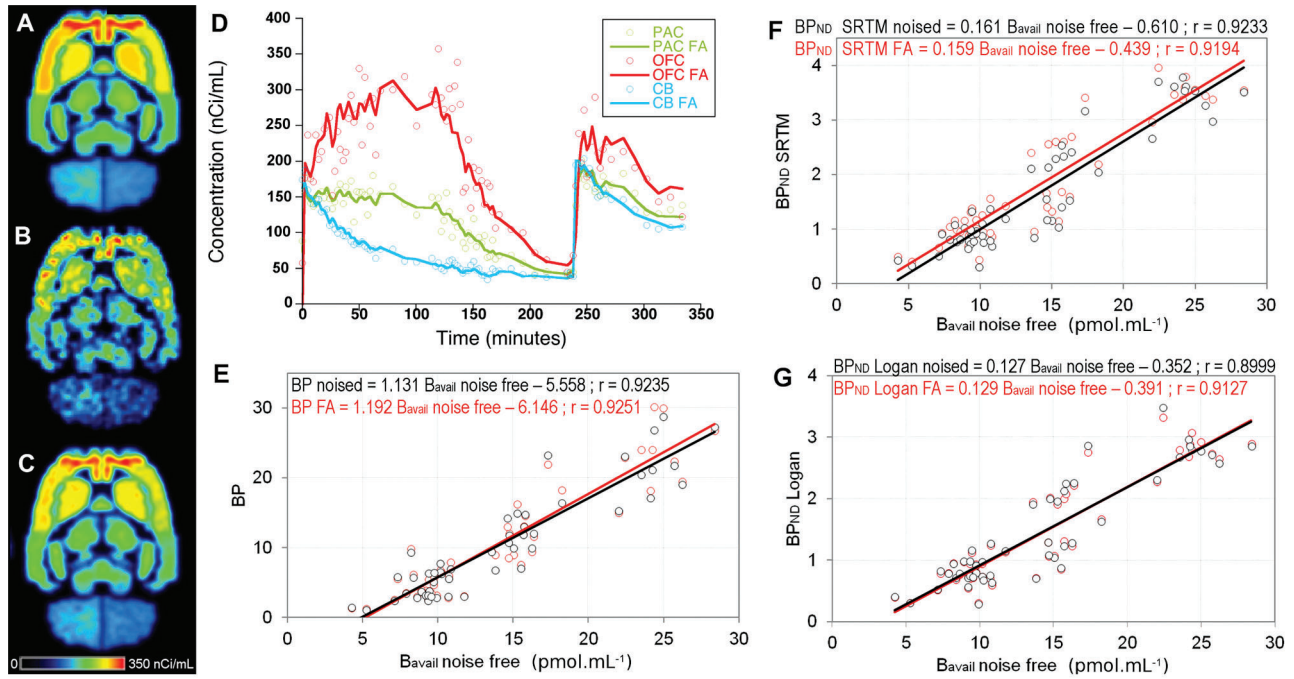 A
B
C
0
350 nCi/mL
D
Concentration (nCi/mL)
400
350
300
250
200
150
100
50
0
PAC
PAC FA
OFC
OFC FA
CB
CB FA
0 50 100 150 200 250 300 350 400 450
Time (minutes)
E
BP noised = 1.131 Bavail noise free – 5.558 ; r = 0.9235
BP FA = 1.192 Bavail noise free – 6.146 ; r = 0.9251
BP
30
20
10
0
0 5 10 15 20 25 30
Bavail noise free (pmol.mL-1)
F
BPND SRTM noised = 0.161 Bavail noise free – 0.610 ; r = 0.9233
BPND SRTM FA = 0.159 Bavail noise free – 0.439 ; r = 0.9194
BPND SRTM
4
3
2
1
0
0 5 10 15 20 25 30
Bavail noise free (pmol.mL-1)
G
BPND Logan noised = 0.127 Bavail noise free – 0.352 ; r = 0.8999
BPND Logan FA = 0.129 Bavail noise free – 0.391 ; r = 0.9127
BPND Logan
4
3
2
1
0
0 5 10 15 20 25 30
Bavail noise free (pmol.mL-1)